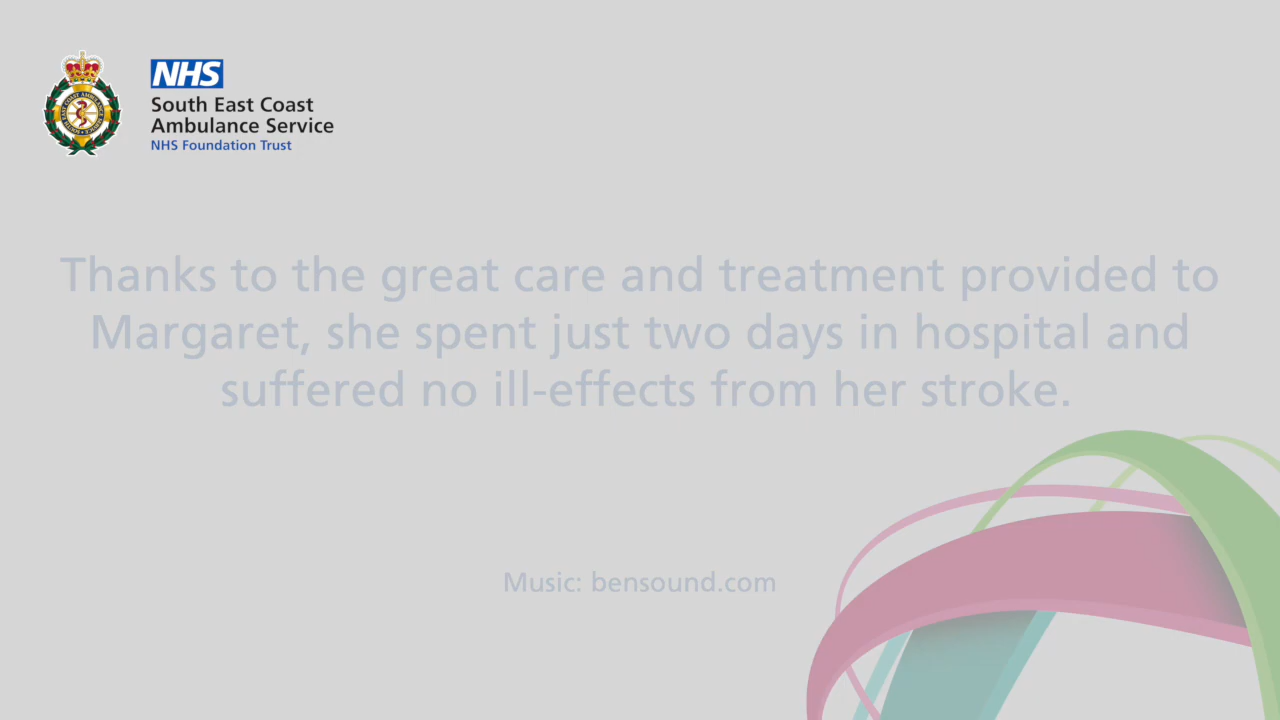 NHS
South East Coast
Ambulance Service
NHS Foundation Trust
Thanks to the great care and treatment provided to
Margaret, she spent just two days in hospital and
suffered no ill-effects from her stroke.
Music: bensound.com